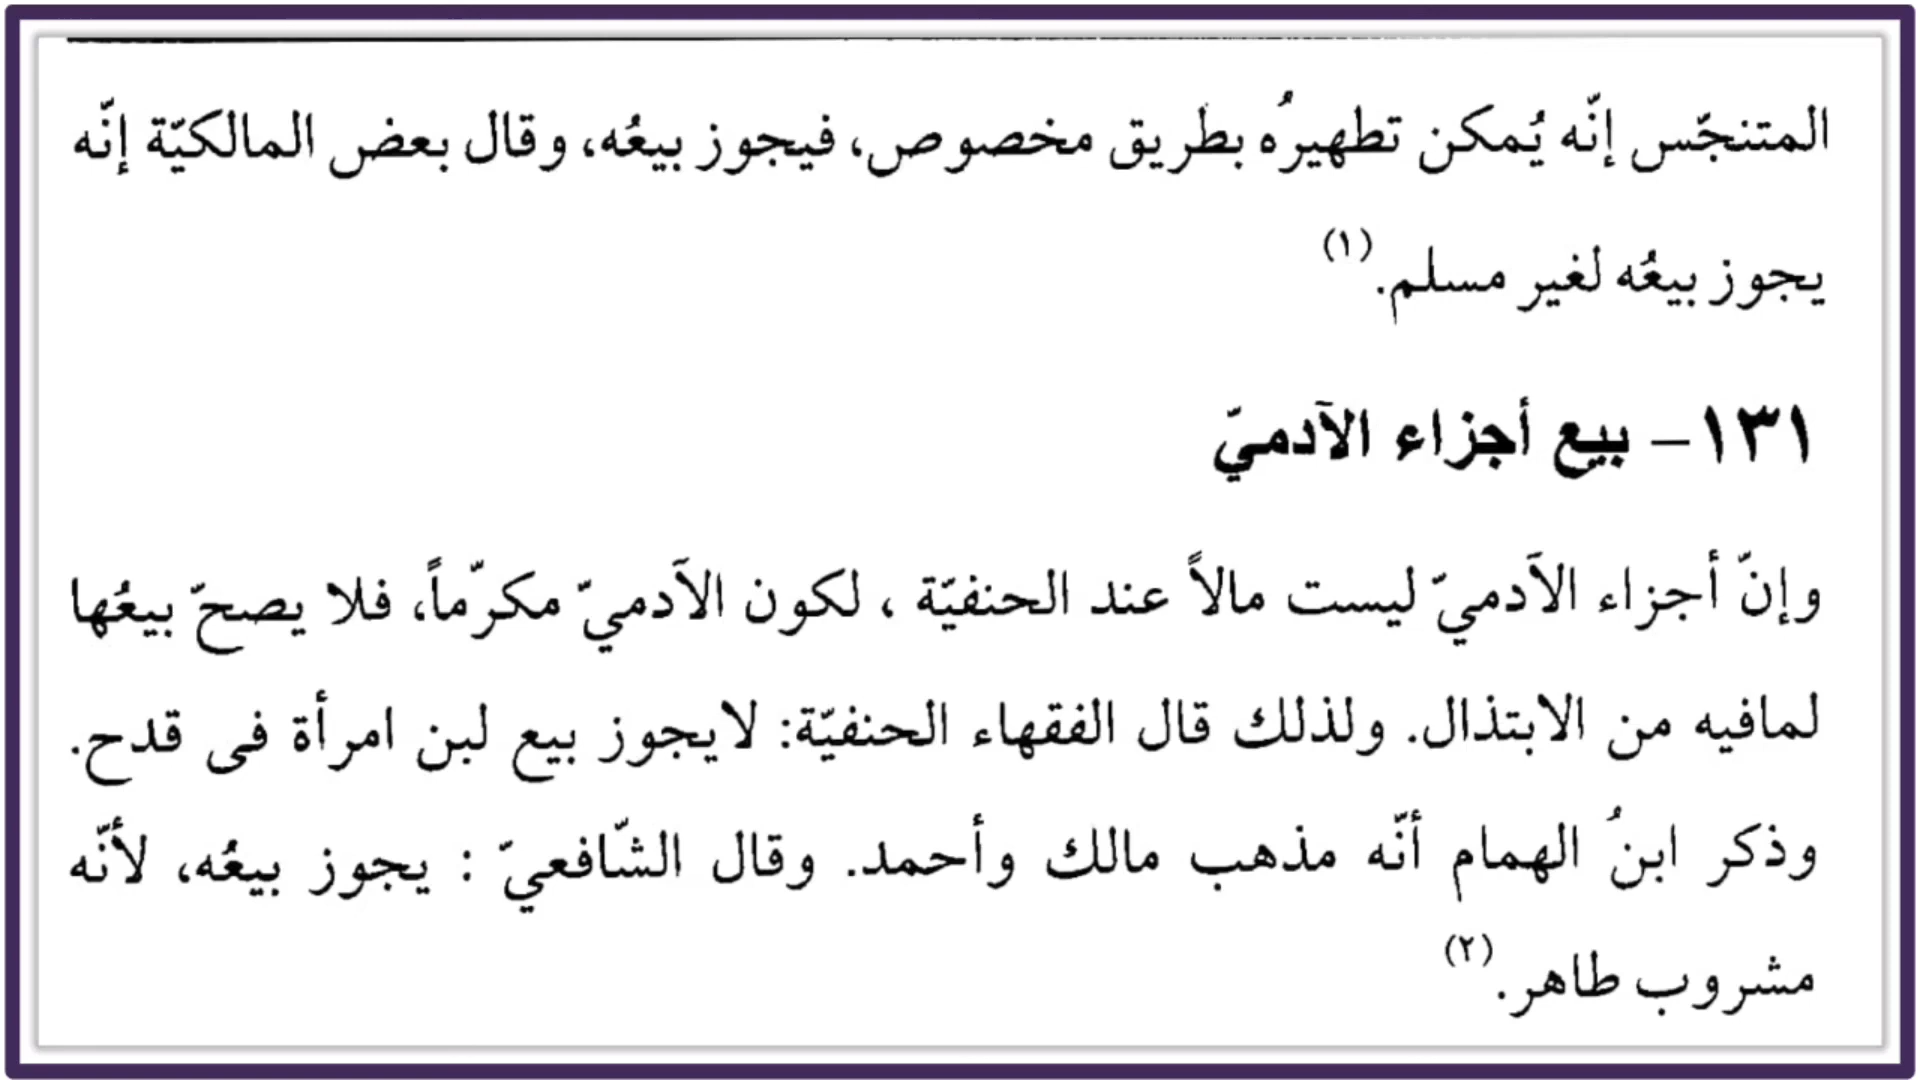 المتنجّس إنّه يُمكن تطهيرُه بطريق مخصوص، فيجوز بيعُه، وقال بعض المالكيّة إنّه
يجوز بيعُه لغير مسلم.(١)
١٣١- بيع أجزاء الآدميّ
وإنّ أجزاء الآدميّ ليست مالاً عند الحنفيّة ، لكون الآدميّ مكرّماً، فلا يصحّ بيعُها
لمافيه من الابتذال. ولذلك قال الفقهاء الحنفيّة: لايجوز بيع لبن امرأة فى قدح.
وذكر ابنُ الهمام أنّه مذهب مالك وأحمد. وقال الشّافعيّ : يجوز بيعُه، لأنّه
مشروب طاهر.(٢)